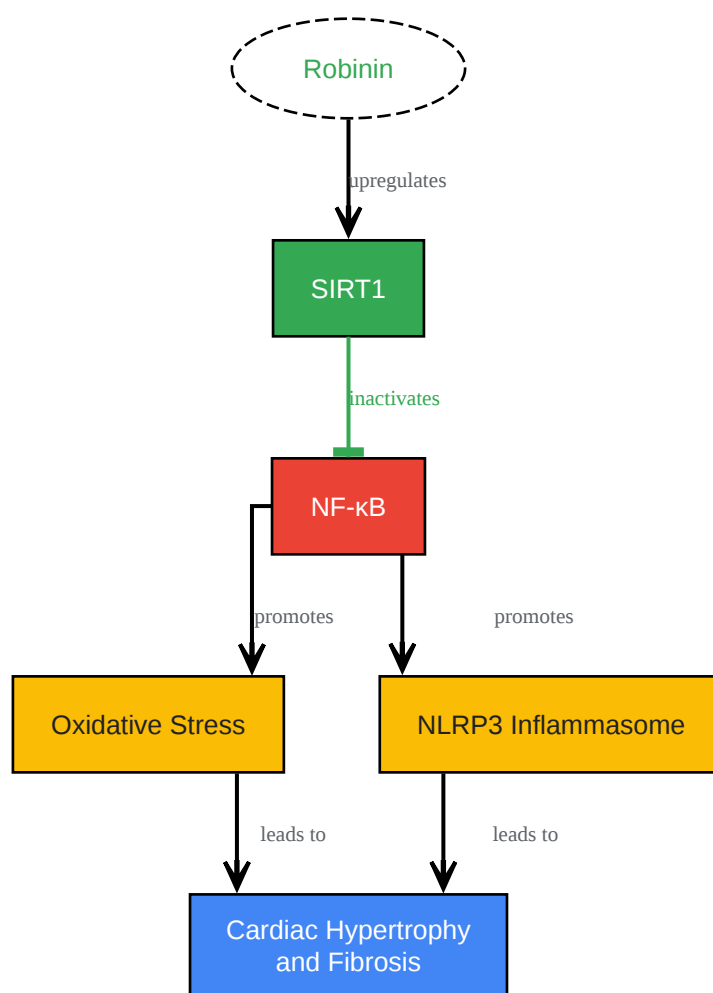 Robinin
upregulates
SIRT1
inactivates
NF-κB
promotes
promotes
Oxidative Stress
NLRP3 Inflammasome
leads to
leads to
Cardiac Hypertrophy
and Fibrosis